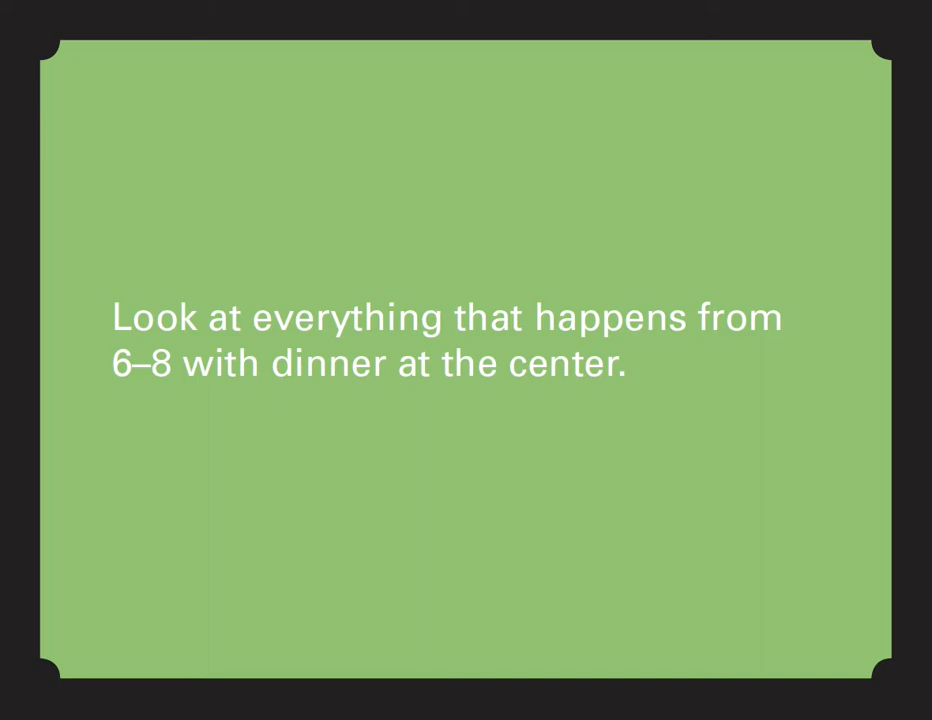 Look at everything that happens from
6–8 with dinner at the center.